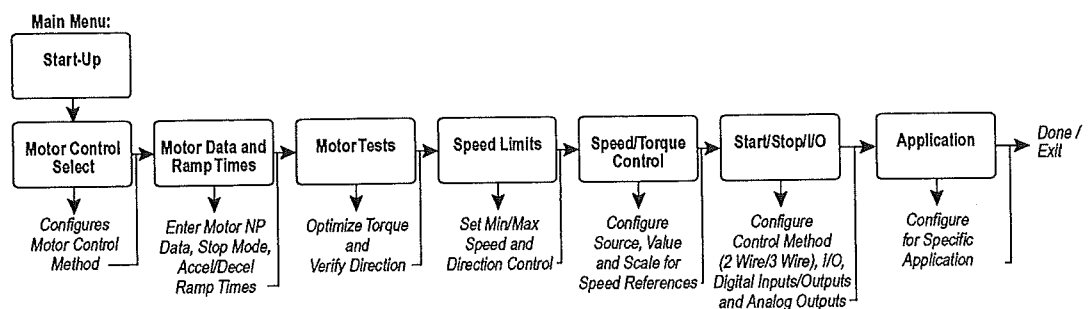 Main Menu:
Start-Up
Motor Control
Select
Configures
Motor Control
Method
Motor Data and
Ramp Times
Enter Motor NP
Data, Stop Mode,
Accel/Decel
Ramp Times
Motor Tests
Optimize Torque
and
Verify Direction
Speed Limits
Set Min/Max
Speed and
Direction Control
Speed/Torque
Control
Configure
Source, Value
and Scale for
Speed References
Start/Stop/I/O
Configure
Control Method
(2 Wire/3 Wire), I/O,
Digital Inputs/Outputs
and Analog Outputs
Application
Configure
for Specific
Application
Done /
Exit